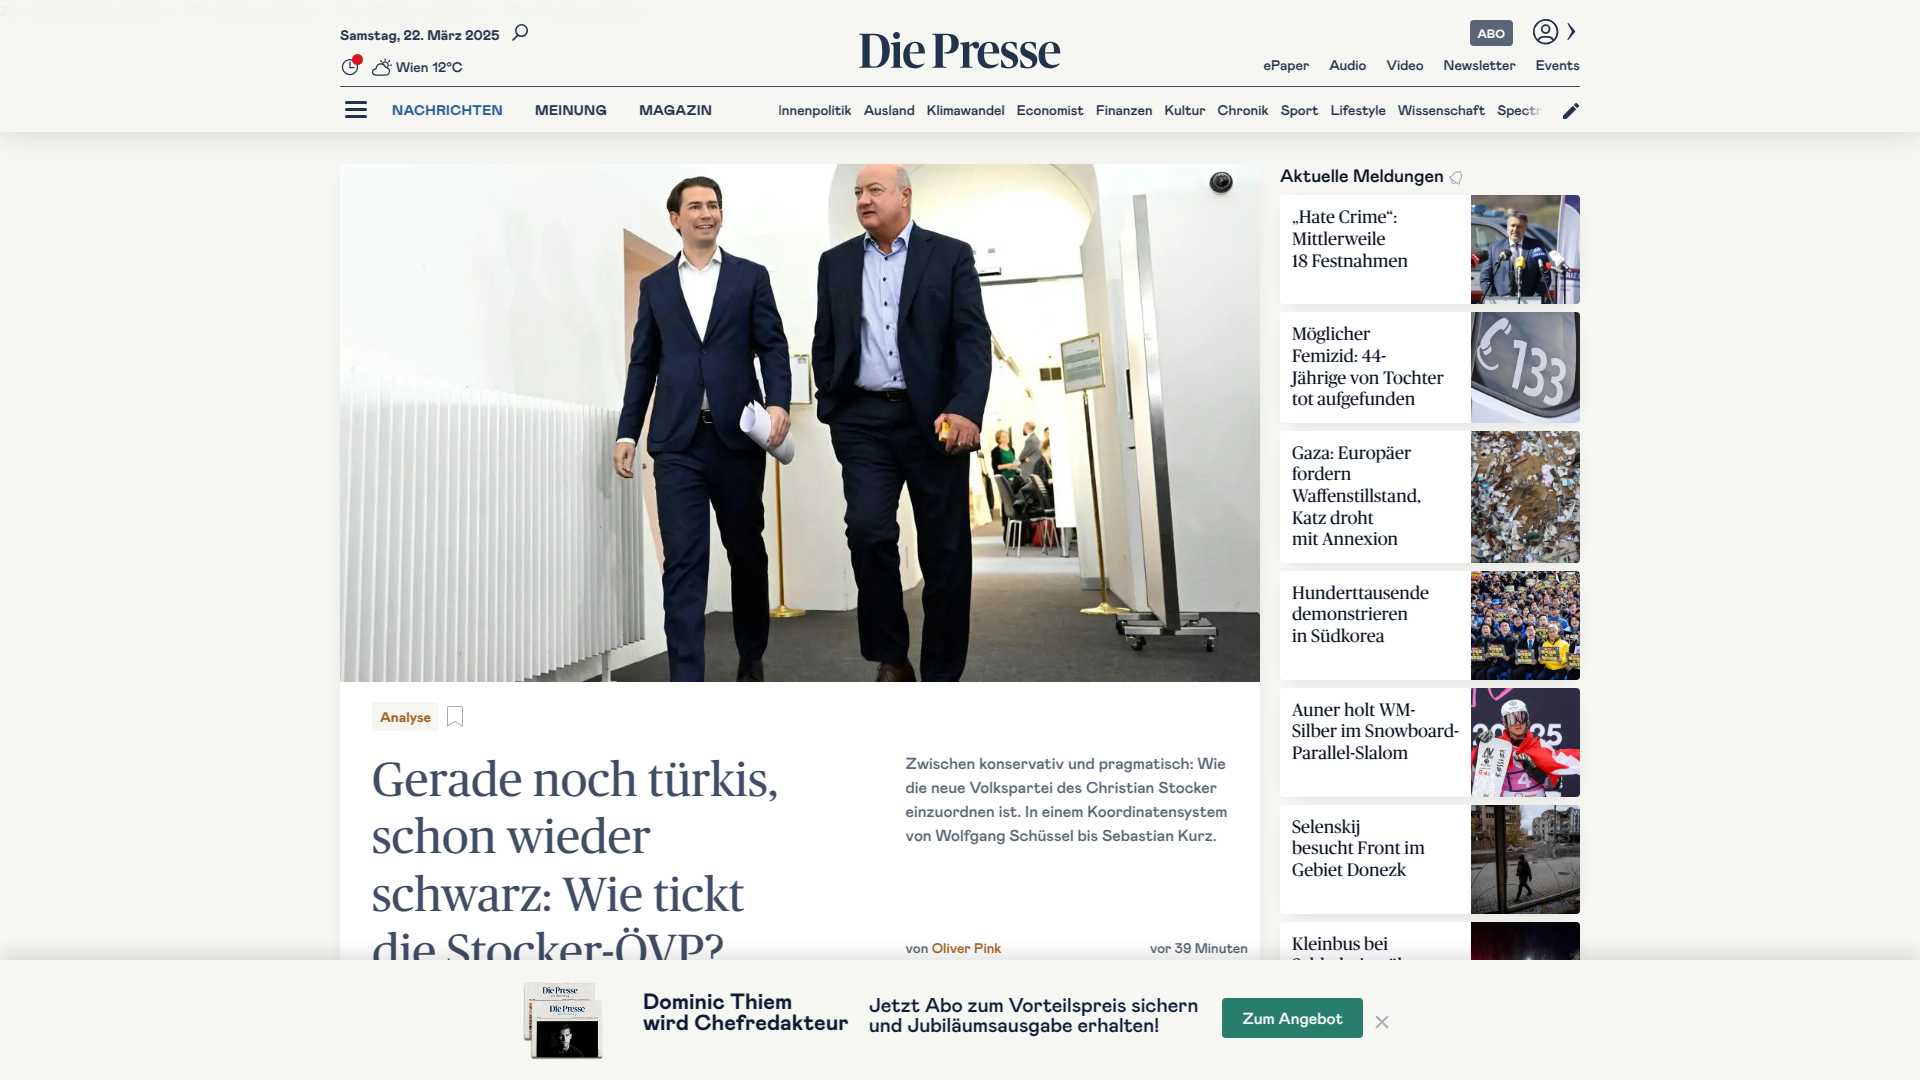 Samstag, 22. März 2025
Die Presse
ABO
Wien 12°C
ePaper Audio Video Newsletter Events
NACHRICHTEN MEINUNG MAGAZIN
Innenpolitik Ausland Klimawandel Economist Finanzen Kultur Chronik Sport Lifestyle Wissenschaft Spectr
Analyse
Gerade noch türkis,
schon wieder
schwarz: Wie tickt
die Stocker-ÖVP?
Zwischen konservativ und pragmatisch: Wie
die neue Volkspartei des Christian Stocker
einzuordnen ist. In einem Koordinatensystem
von Wolfgang Schüssel bis Sebastian Kurz.
von Oliver Pink
vor 39 Minuten
Aktuelle Meldungen
„Hate Crime“:
Mittlerweile
18 Festnahmen
133
Möglicher
Femizid: 44-
Jährige von Tochter
tot aufgefunden
Gaza: Europäer
fordern
Waffenstillstand,
Katz droht
mit Annexion
Hunderttausende
demonstrieren
in Südkorea
Auner holt WM-
Silber im Snowboard-
Parallel-Slalom
Selenskij
besucht Front im
Gebiet Donezk
Kleinbus bei
Die Presse
Die Presse
Dominic Thiem
wird Chefredakteur
Jetzt Abo zum Vorteilspreis sichern
und Jubiläumsausgabe erhalten!
Zum Angebot